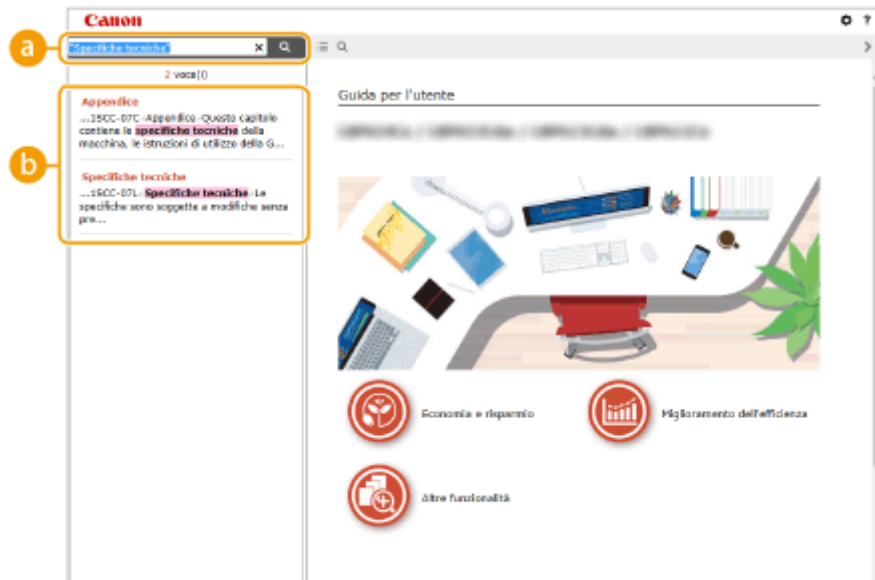 Canon
?
a
"Specifiche tecniche"
2 voce(i)
b
Appendice
...15CC-07C Appendice Questo capitolo
contiene le specifiche tecniche della
macchina, le istruzioni di utilizzo della G...
Specifiche tecniche
...15CC-07L Specifiche tecniche Le
specifiche sono soggette a modifiche senza
pre...
Guida per l'utente
Economia e risparmio
Miglioramento dell'efficienza
Altre funzionalità